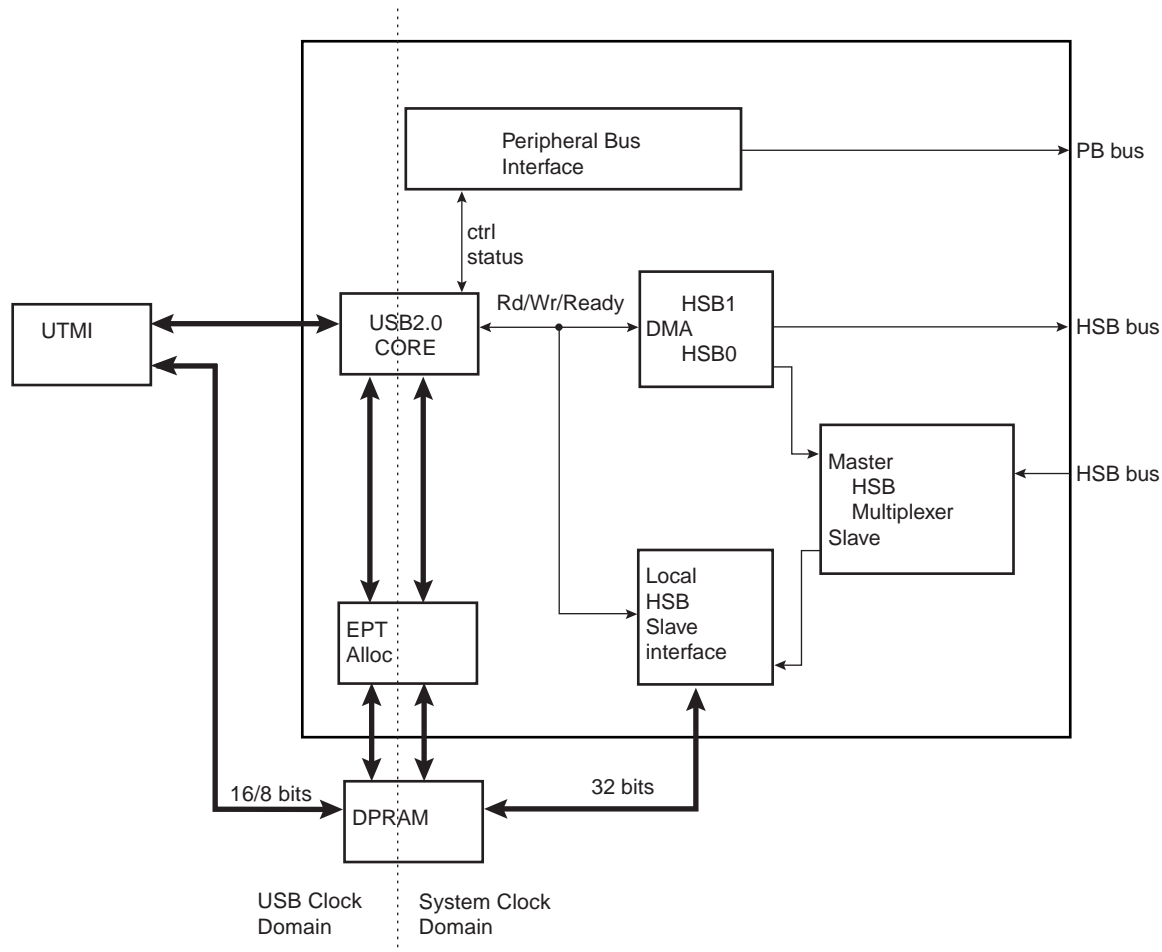 Peripheral Bus
Interface
PB bus
ctrl
status
UTMI
USB2.0
CORE
Rd/Wr/Ready
HSB1
DMA
HSB0
HSB bus
Master
HSB
Multiplexer
Slave
HSB bus
Local
HSB
Slave
interface
EPT
Alloc
16/8 bits
DPRAM
32 bits
USB Clock
Domain
System Clock
Domain